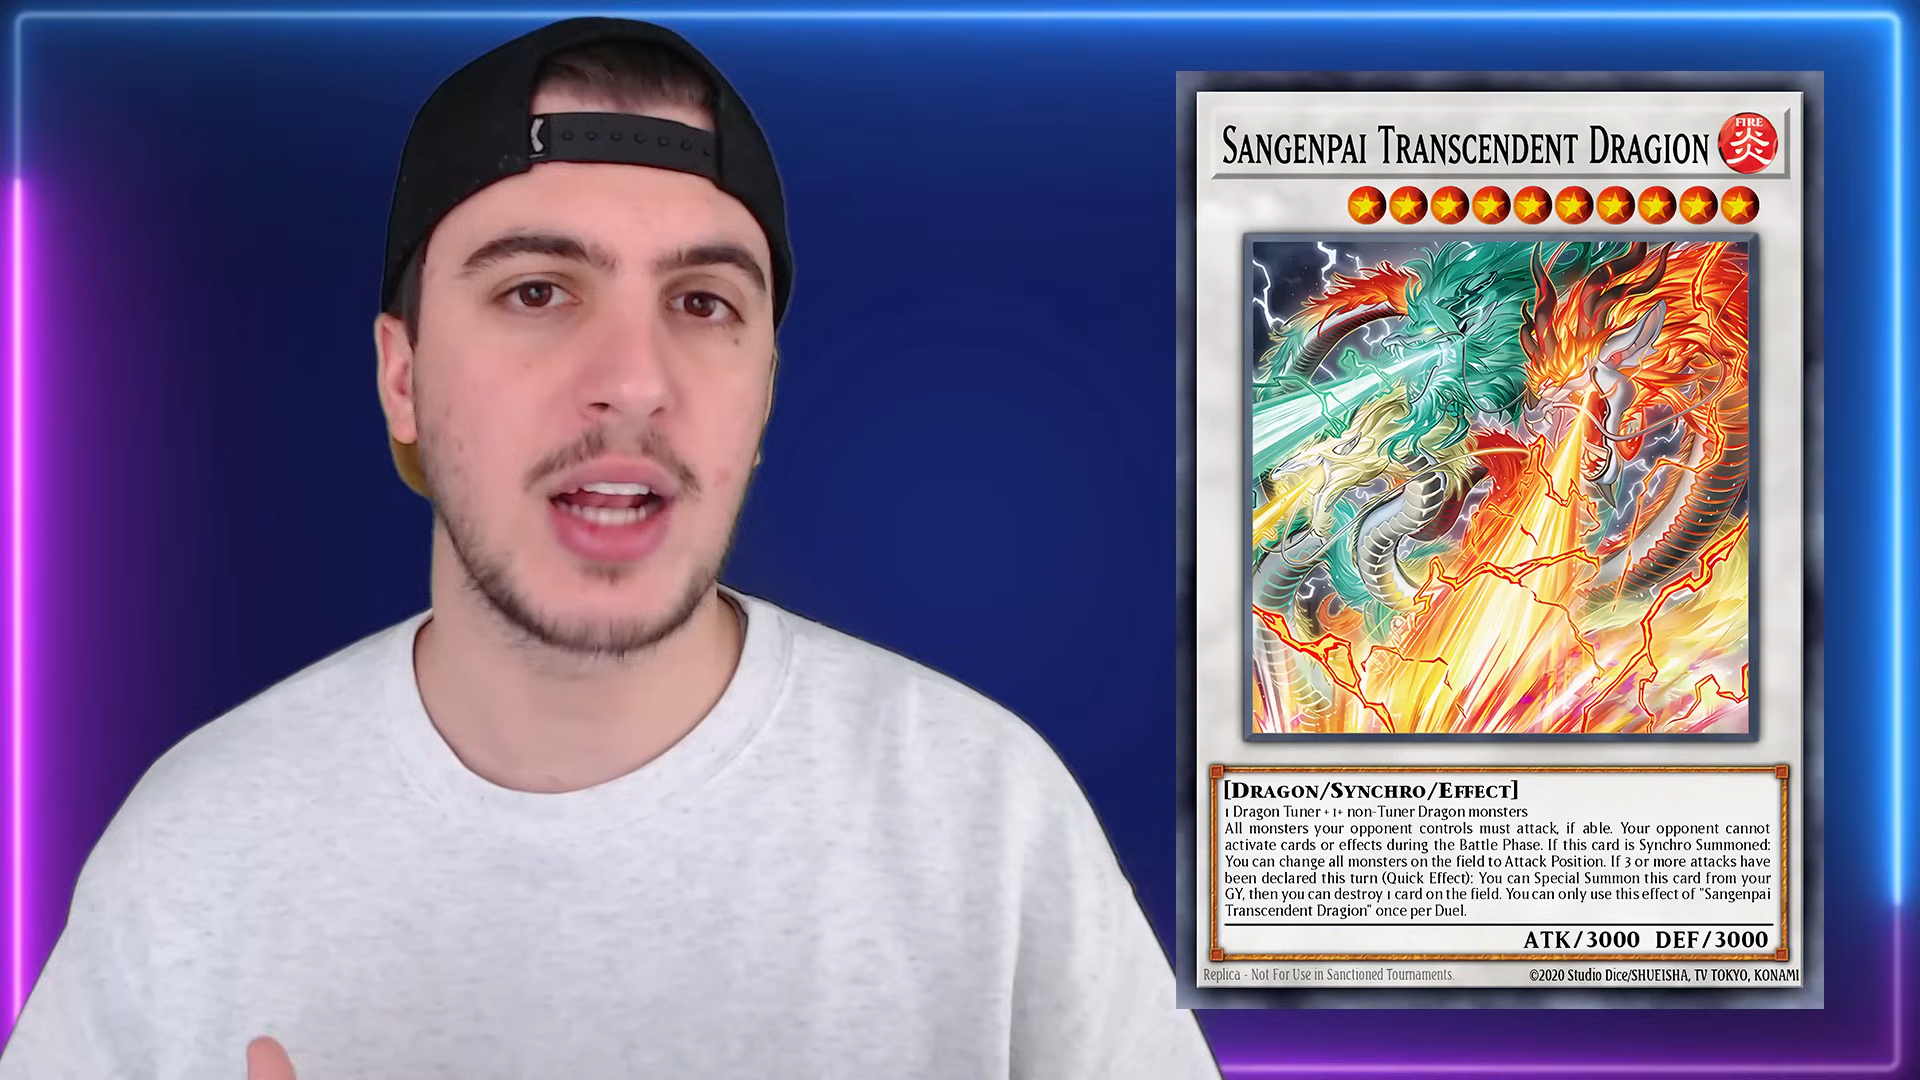 SANGENPAI TRANSCENDENT DRAGION
FIRE
炎
[DRAGON/SYNCHRO/EFFECT]
1 Dragon Tuner + 1+ non-Tuner Dragon monsters
All monsters your opponent controls must attack, if able. Your opponent cannot
activate cards or effects during the Battle Phase. If this card is Synchro Summoned:
You can change all monsters on the field to Attack Position. If 3 or more attacks have
been declared this turn (Quick Effect): You can Special Summon this card from your
GY, then you can destroy 1 card on the field. You can only use this effect of "Sangenpai
Transcendent Dragion" once per Duel.
ATK/3000 DEF/3000
Replica - Not For Use in Sanctioned Tournaments.
©2020 Studio Dice/SHUEISHA, TV TOKYO, KONAMI